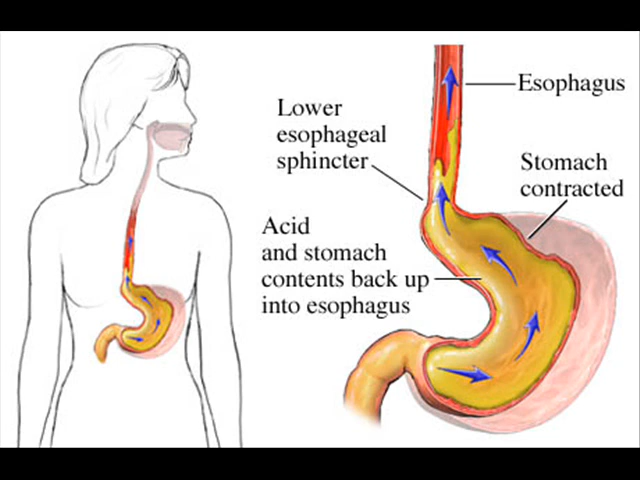 Esophagus
Lower
esophageal
sphincter
Stomach
contracted
Acid
and stomach
contents back up
into esophagus